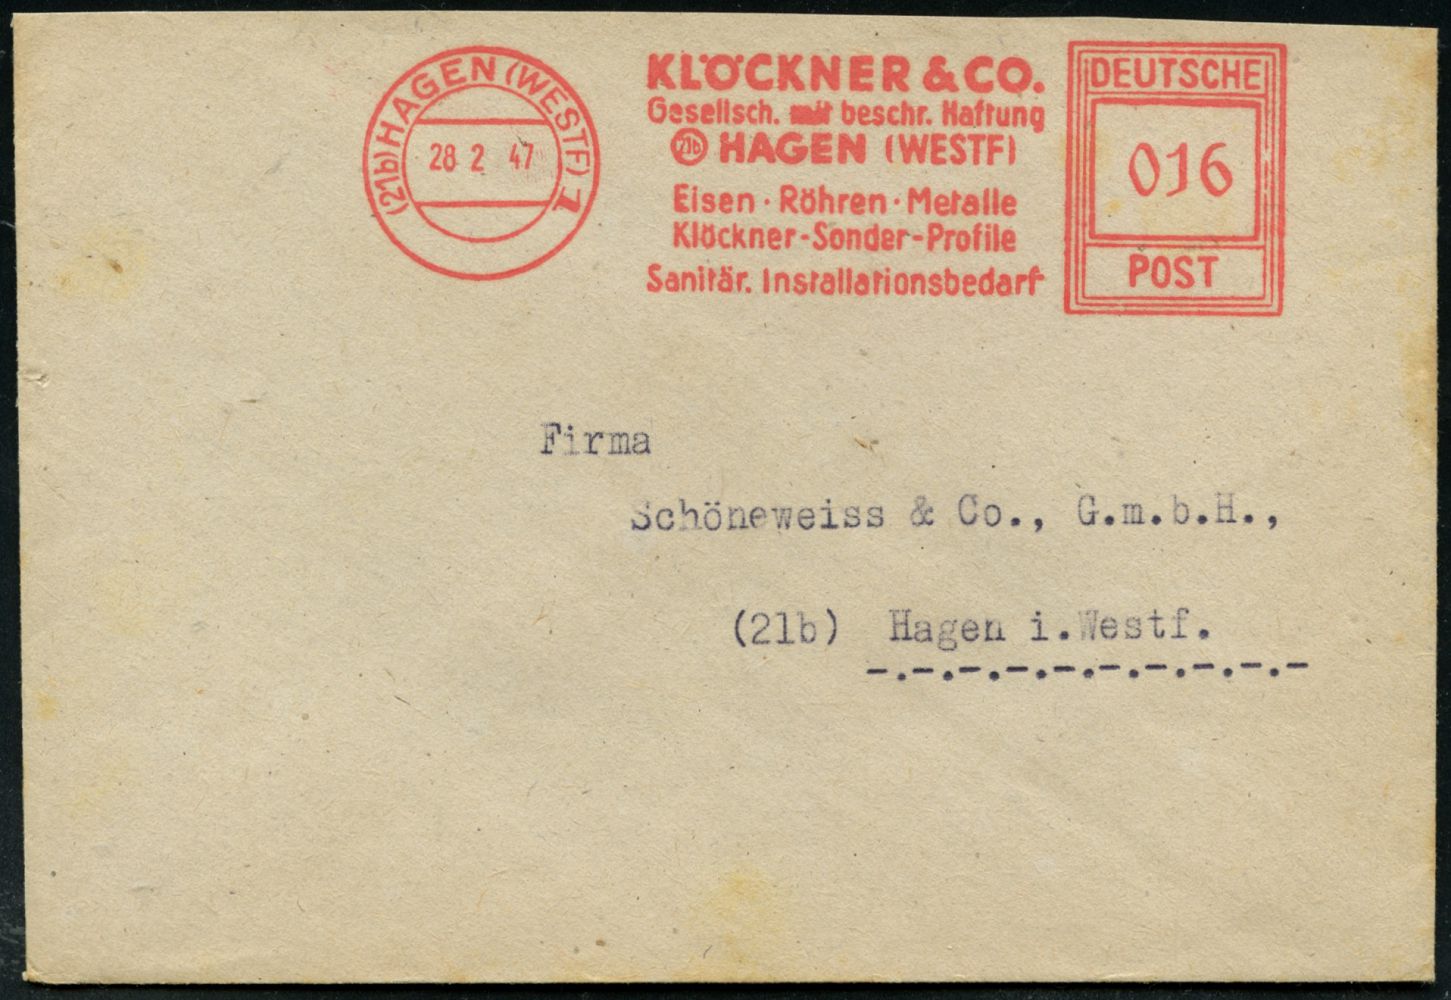 (21b) HAGEN (WESTF) 1
28 2 47
KLÖCKNER & CO.
Gesellsch. mit beschr. Haftung
21b HAGEN (WESTF)
Eisen · Röhren · Metalle
Klöckner-Sonder-Profile
Sanitär. Installationsbedarf
DEUTSCHE
016
POST
Firma
Schöneweiss & Co., G.m.b.H.,
(21b) Hagen i.Westf.
-.-.-.-.-.-.-.-.-.-